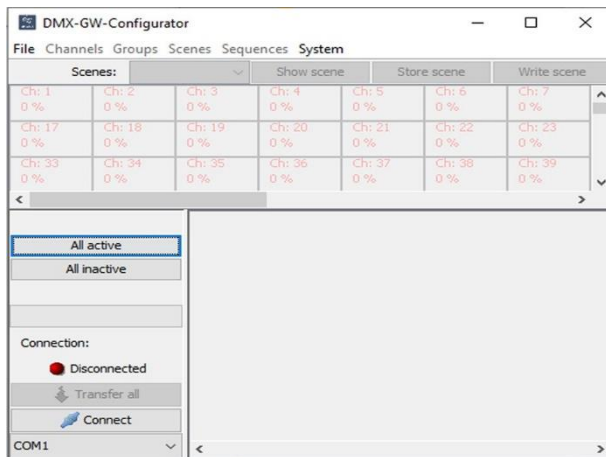 DMX-GW-Configurator
File Channels Groups Scenes Sequences System
Scenes: Show scene Store scene Write scene
Ch: 1 Ch: 2 Ch: 3 Ch: 4 Ch: 5 Ch: 6 Ch: 7
0 % 0 % 0 % 0 % 0 % 0 % 0 %
Ch: 17 Ch: 18 Ch: 19 Ch: 20 Ch: 21 Ch: 22 Ch: 23
0 % 0 % 0 % 0 % 0 % 0 % 0 %
Ch: 33 Ch: 34 Ch: 35 Ch: 36 Ch: 37 Ch: 38 Ch: 39
0 % 0 % 0 % 0 % 0 % 0 % 0 %
All active
All inactive
Connection:
Disconnected
Transfer all
Connect
COM1